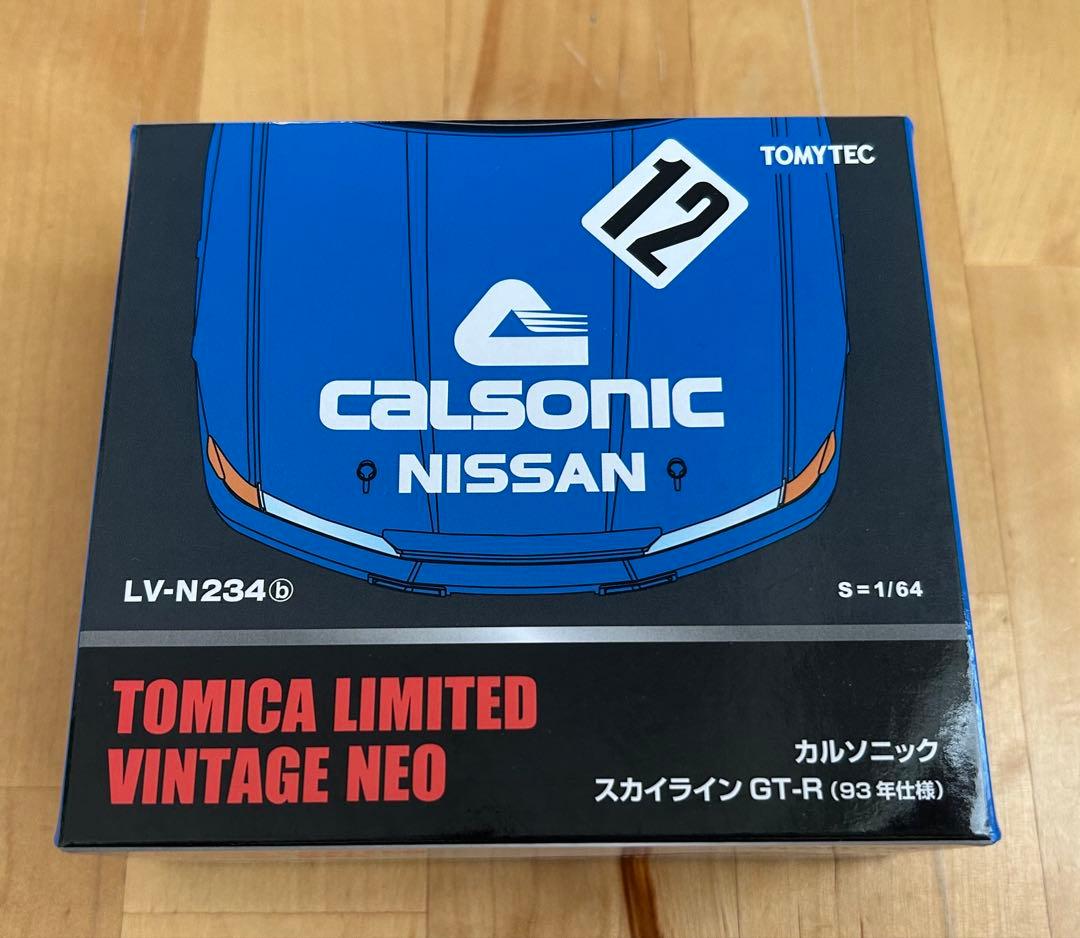 TOMYTEC
12
CALSONIC
NISSAN
LV-N234ⓑ
S=1/64
TOMICA LIMITED
VINTAGE NEO
カルソニック
スカイライン GT-R (93年仕様)